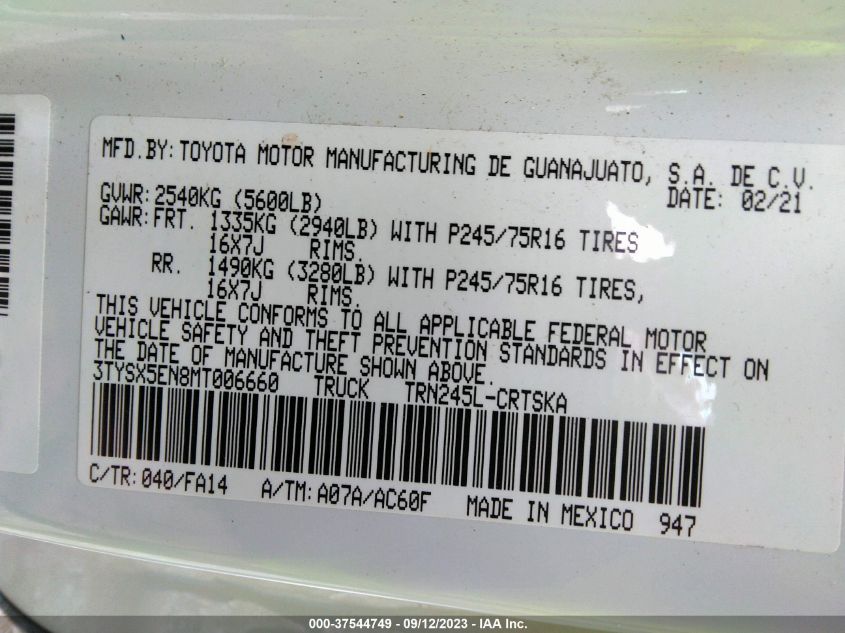 MFD.BY: TOYOTA MOTOR MANUFACTURING DE GUANAJUATO, S.A. DE C.V.
GVWR: 2540KG (5600LB) DATE: 02/21
GAWR: FRT. 1335KG (2940LB) WITH P245/75R16 TIRES
16X7J RIMS.
RR. 1490KG (3280LB) WITH P245/75R16 TIRES,
16X7J RIMS.
THIS VEHICLE CONFORMS TO ALL APPLICABLE FEDERAL MOTOR
VEHICLE SAFETY AND THEFT PREVENTION STANDARDS IN EFFECT ON
THE DATE OF MANUFACTURE SHOWN ABOVE.
3TYSX5EN8MT006660 TRUCK TRN245L-CRTSKA
C/TR: 040/FA14 A/TM: A07A/AC60F MADE IN MEXICO 947
000-37544749 - 09/12/2023 - IAA Inc.